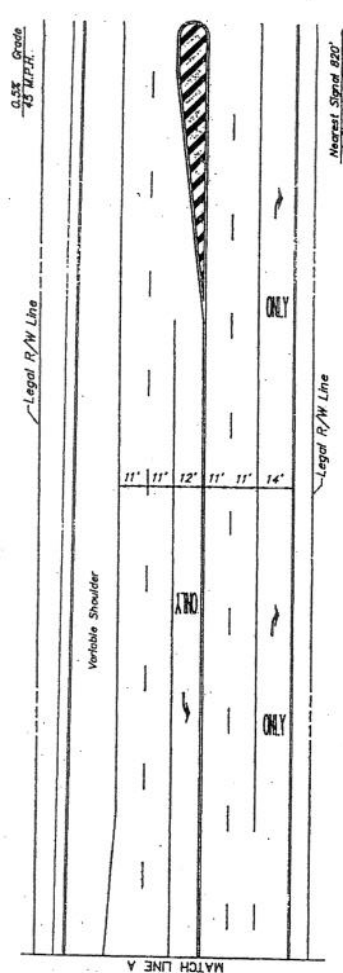 0.5% Grade
45 M.P.H.
Legal R/W Line
Variable Shoulder
11' 11' 12' 11' 11' 14'
ONLY
ONLY
ONLY
Legal R/W Line
Nearest Signal 820'
MATCH LINE A